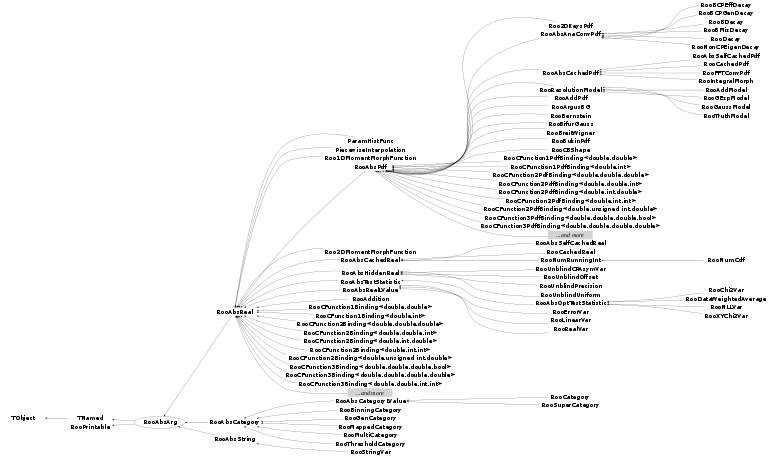 RooBCPEffDecay
RooBCPGenDecay
RooBDecay
RooBMixDecay
RooDecay
RooNonCPEigenDecay
Roo2DKeysPdf
RooAbsAnaConvPdf
RooAbsSelfCachedPdf
RooCachedPdf
RooFFTConvPdf
RooIntegralMorph
RooAbsCachedPdf
RooAddModel
RooGExpModel
RooGaussModel
RooTruthModel
RooResolutionModel
RooAddPdf
RooArgusBG
RooBernstein
RooBifurGauss
RooBreitWigner
RooBukinPdf
RooCBShape
RooCFunction1PdfBinding<double,double>
RooCFunction1PdfBinding<double,int>
RooCFunction2PdfBinding<double,double,double>
RooCFunction2PdfBinding<double,double,int>
RooCFunction2PdfBinding<double,int,double>
RooCFunction2PdfBinding<double,int,int>
RooCFunction2PdfBinding<double,unsigned int,double>
RooCFunction3PdfBinding<double,double,double,bool>
RooCFunction3PdfBinding<double,double,double,double>
...and more
ParamHistFunc
PiecewiseInterpolation
Roo1DMomentMorphFunction
RooAbsPdf
Roo2DMomentMorphFunction
RooAbsCachedReal
RooAbsSelfCachedReal
RooCachedReal
RooNumRunningInt
RooNumCdf
RooAbsHiddenReal
RooUnblindCPAsymVar
RooUnblindOffset
RooUnblindPrecision
RooUnblindUniform
RooAbsTestStatistic
RooAbsOptTestStatistic
RooChi2Var
RooDataWeightedAverage
RooNLLVar
RooXYChi2Var
RooAbsRealLValue
RooErrorVar
RooLinearVar
RooRealVar
RooAddition
RooAbsReal
RooCFunction1Binding<double,double>
RooCFunction1Binding<double,int>
RooCFunction2Binding<double,double,double>
RooCFunction2Binding<double,double,int>
RooCFunction2Binding<double,int,double>
RooCFunction2Binding<double,int,int>
RooCFunction2Binding<double,unsigned int,double>
RooCFunction3Binding<double,double,double,bool>
RooCFunction3Binding<double,double,double,double>
RooCFunction3Binding<double,double,int,int>
...and more
RooAbsCategoryLValue
RooCategory
RooSuperCategory
RooBinningCategory
RooGenCategory
RooMappedCategory
RooMultiCategory
RooThresholdCategory
RooStringVar
TObject
TNamed
RooPrintable
RooAbsArg
RooAbsCategory
RooAbsString